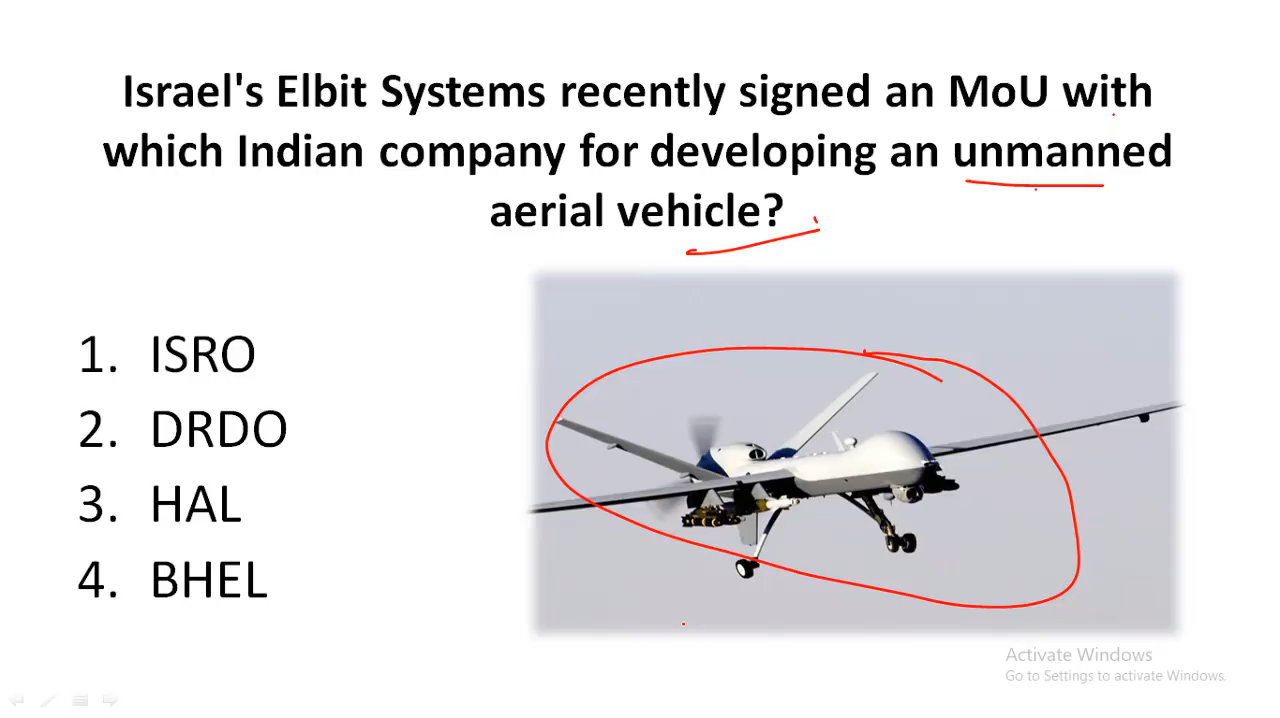 Israel's Elbit Systems recently signed an MoU with
which Indian company for developing an unmanned
aerial vehicle?
1. ISRO
2. DRDO
3. HAL
4. BHEL
Activate Windows
Go to Settings to activate Windows.